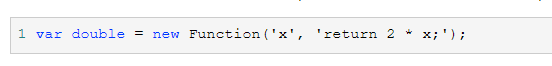 1 var double = new Function('x', 'return 2 * x;');